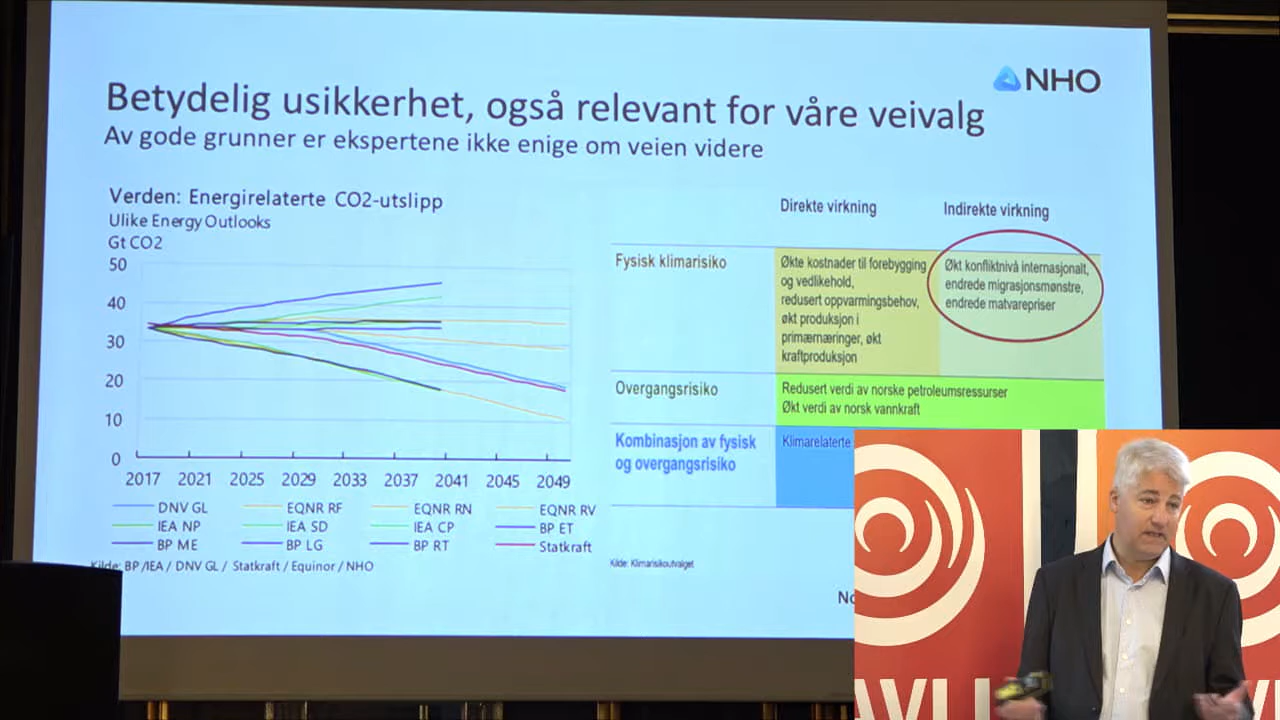 NHO
Betydelig usikkerhet, også relevant for våre veivalg
Av gode grunner er ekspertene ikke enige om veien videre
Verden: Energirelaterte CO2-utslipp
Ulike Energy Outlooks
Gt CO2
50
40
30
20
10
0
2017 2021 2025 2029 2033 2037 2041 2045 2049
DNV GL EQNR RF EQNR RN EQNR RV
IEA NP IEA SD IEA CP BP ET
BP ME BP LG BP RT Statkraft
Kilde: BP /IEA / DNV GL / Statkraft / Equinor / NHO
Direkte virkning Indirekte virkning
Fysisk klimarisiko
Økte kostnader til forebygging
og vedlikehold,
redusert oppvarmingsbehov,
økt produksjon i
primærnæringer, økt
kraftproduksjon
Økt konfliktnivå internasjonalt,
endrede migrasjonsmønstre,
endrede matvarepriser
Overgangsrisiko
Redusert verdi av norske petroleumsressurser
Økt verdi av norsk vannkraft
Kombinasjon av fysisk
og overgangsrisiko
Klimarelaterte
Kilde: Klimarisikoutvalget